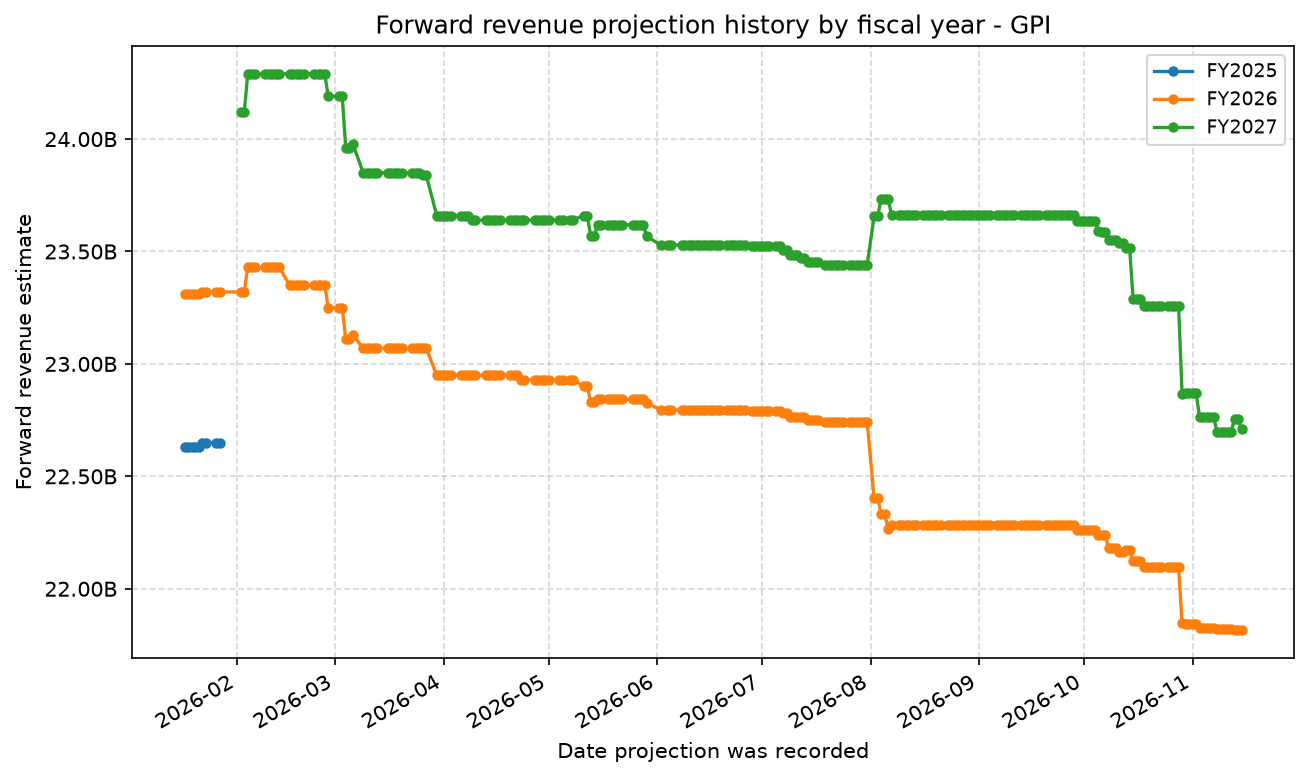 Forward revenue projection history by fiscal year - GPI
FY2025
FY2026
FY2027
24.00B
23.50B
23.00B
22.50B
22.00B
Forward revenue estimate
2026-02
2026-03
2026-04
2026-05
2026-06
2026-07
2026-08
2026-09
2026-10
2026-11
Date projection was recorded